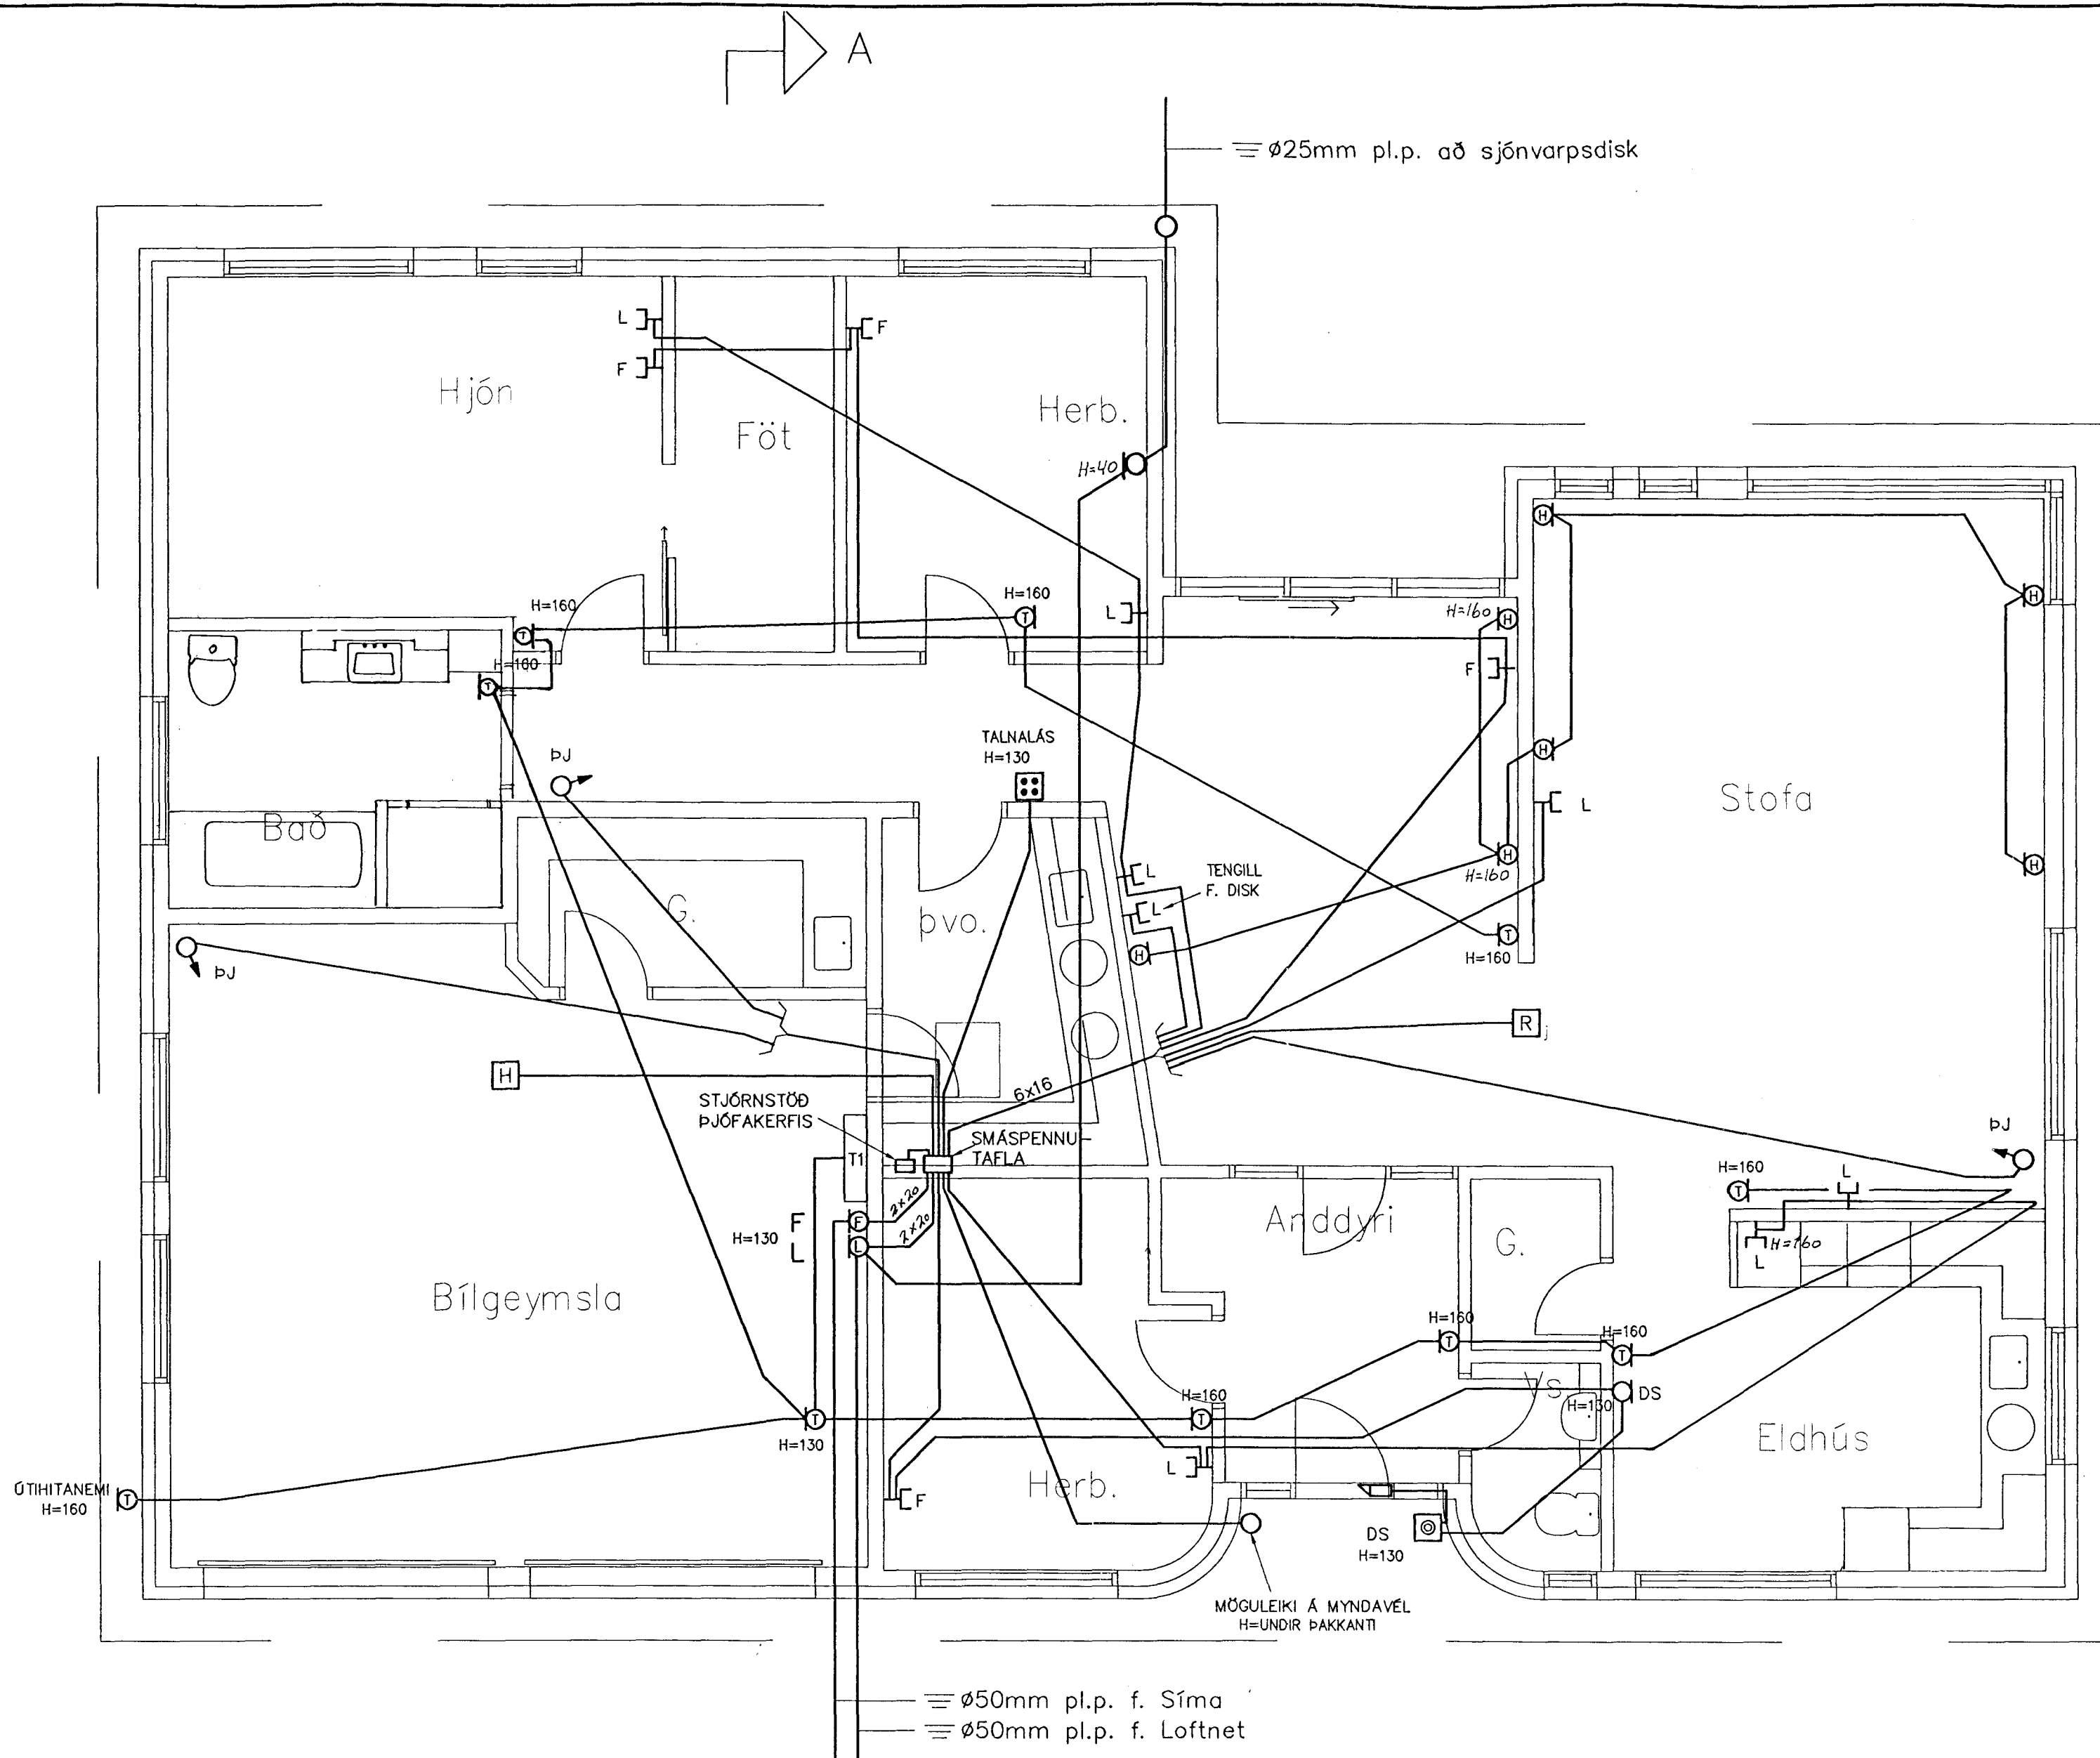 A
ø25mm pl.p. að sjónvarpsdisk
L
F
F
Hjón
Föt
Herb.
H=40
H
H
H=160
T
H=160
T
H=160
T
L
H=160
H
F
ÞJ
TALNALÁS
H=130
H
L
Stofa
Bað
G.
Þvo.
L
TENGILL
F. DISK
L
H
H=160
H
H
T
H=160
ÞJ
Rj
H
6x16
STJÓRNSTÖÐ
ÞJÓFAKERFIS
SMÁSPENNU-
TAFLA
T1
ÞJ
H=160
T
L
2x20
2x20
F
H=130
L
F
L
Anddyri
G.
H=160
L
Bílgeymsla
H=160
T
H=160
T
H=160
T
Vs.
H=130
DS
T
H=130
L
Eldhús
ÚTIHITANEMI
H=160
T
F
Herb.
DS
H=130
MÖGULEIKI Á MYNDAVÉL
H=UNDIR ÞAKKANTI
ø50mm pl.p. f. Síma
ø50mm pl.p. f. Loftnet